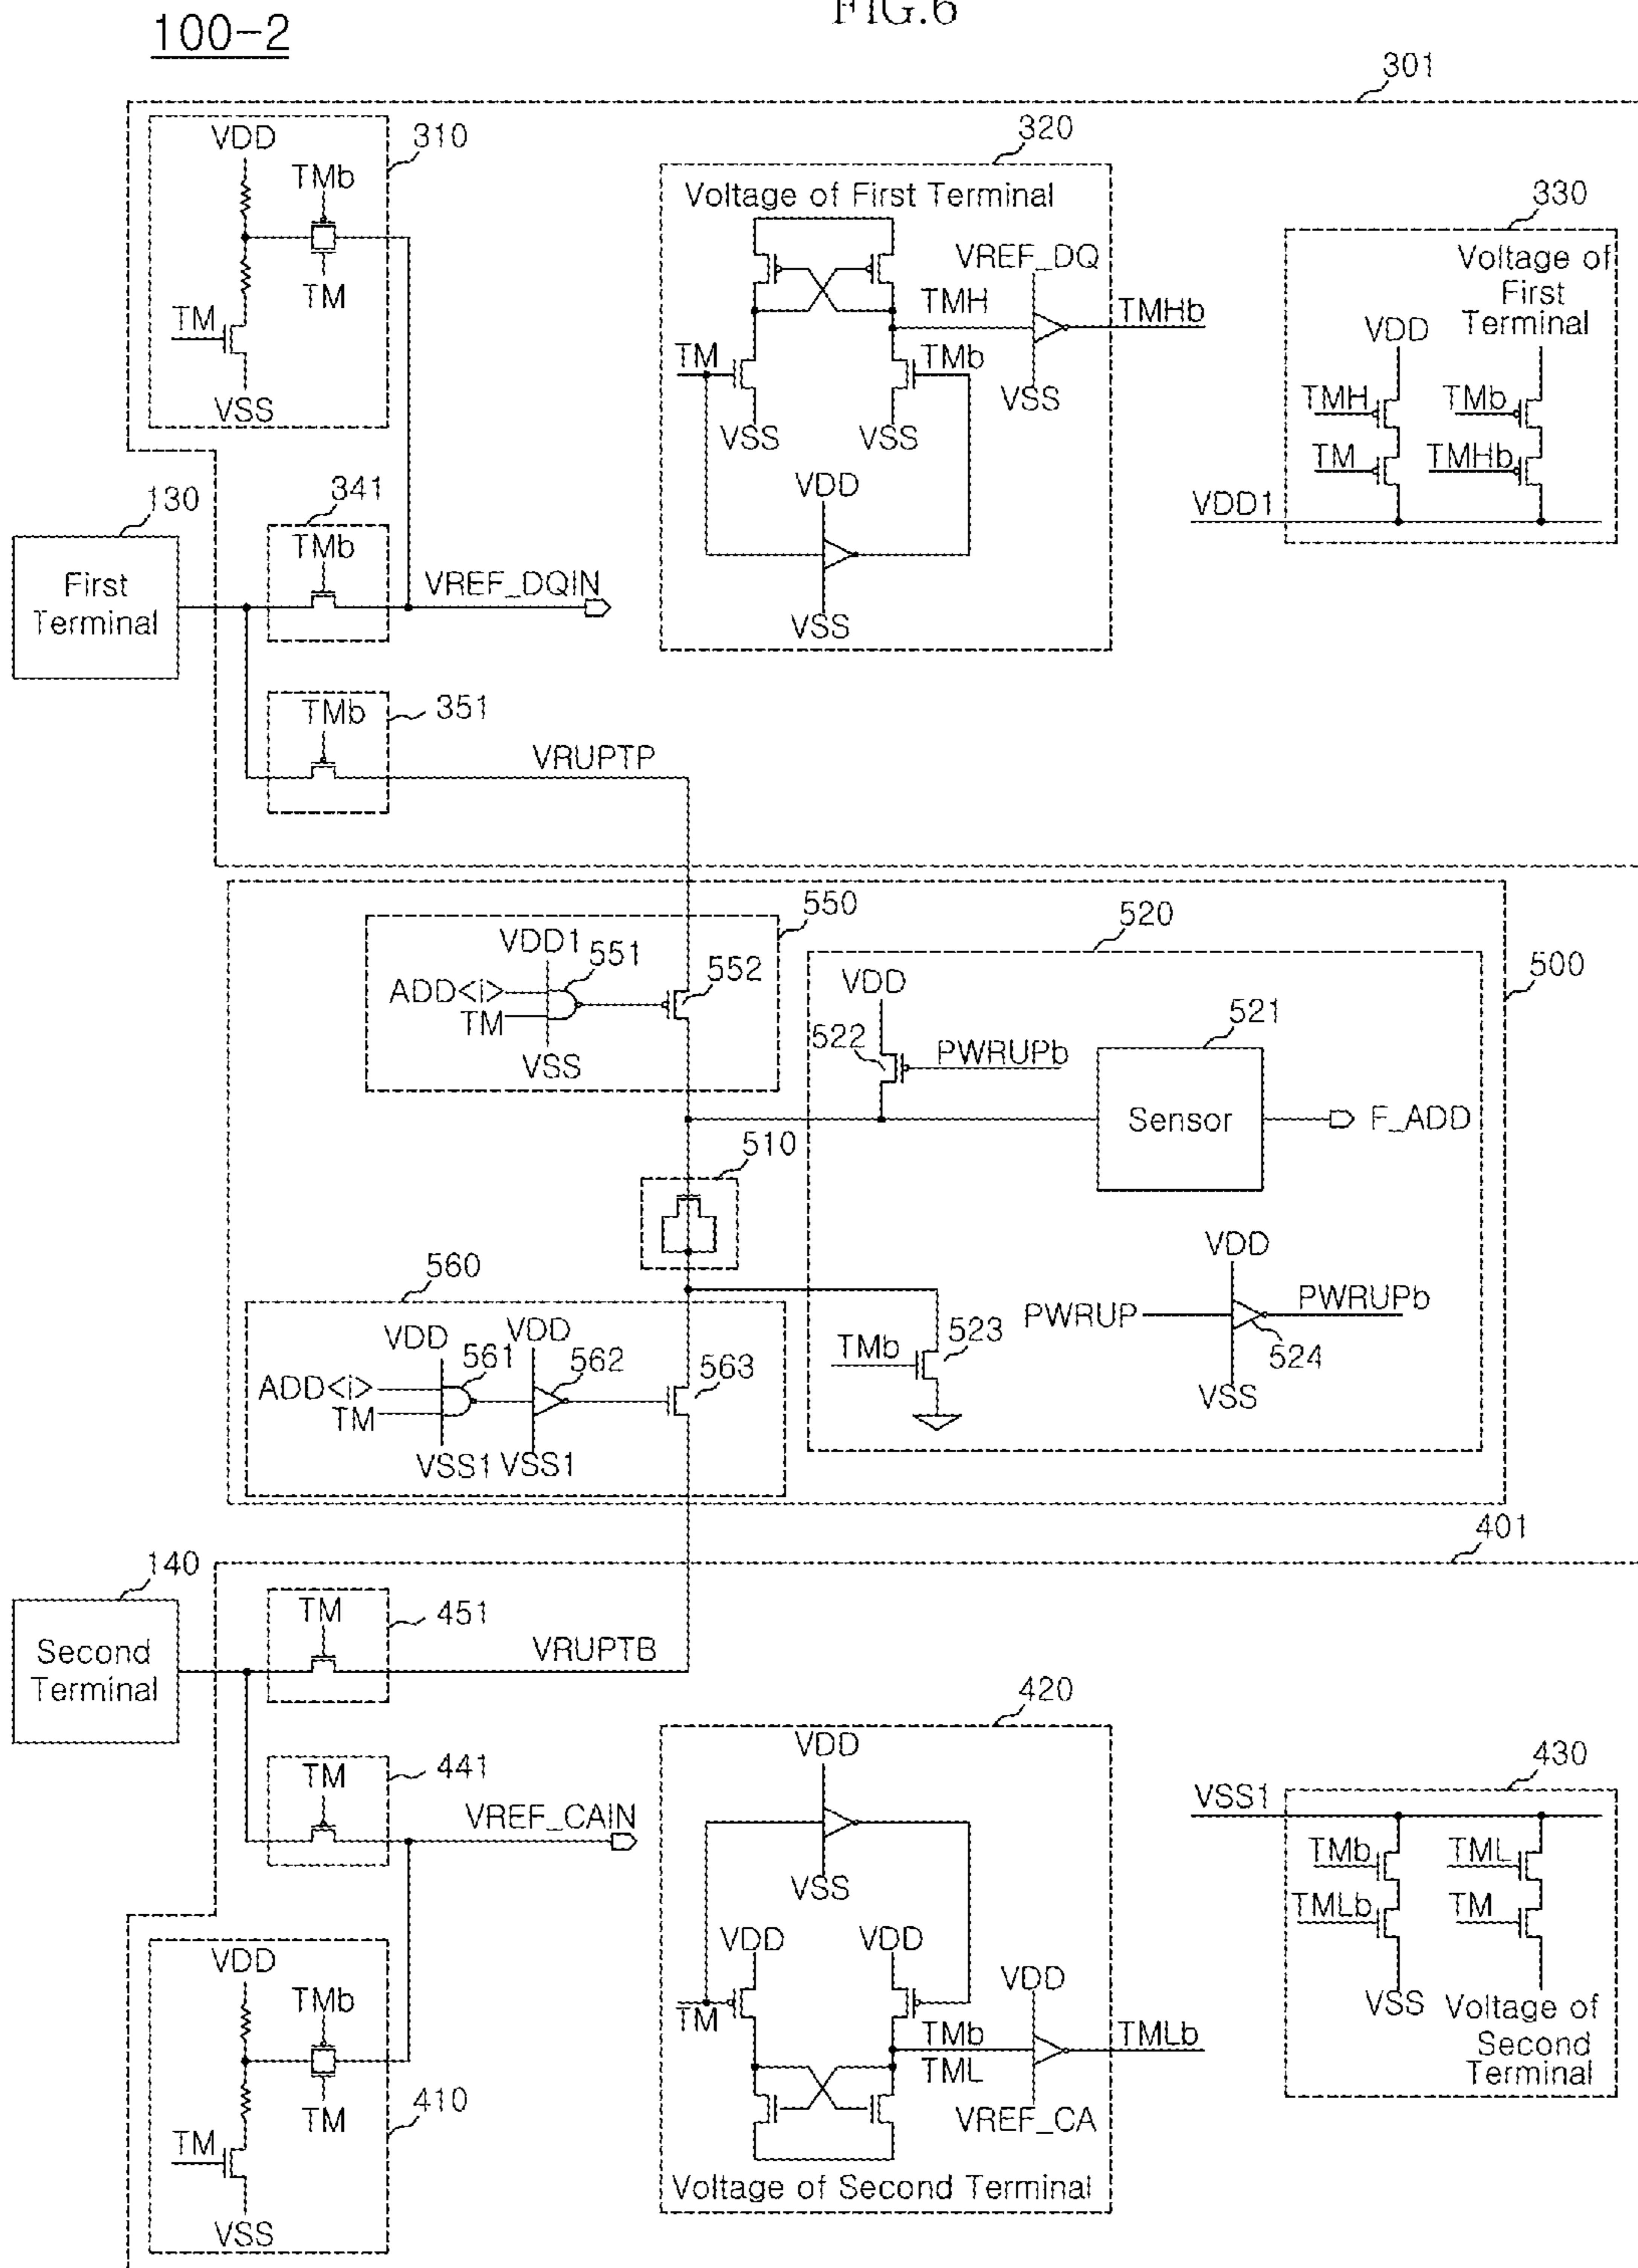 FIG.6
100-2
301
310
VDD
TMb
TM
TM
VSS
320
Voltage of First Terminal
VREF_DQ
TMH
TMHb
TM
TMb
VSS
VSS
VSS
VDD
VSS
330
Voltage of
First
Terminal
VDD
TMH
TMb
TM
TMHb
VDD1
130
First
Terminal
341
TMb
VREF_DQIN
351
TMb
VRUPTP
550
VDD1
551
552
ADD<i>
TM
VSS
520
500
VDD
522
PWRUPb
521
Sensor
F_ADD
510
560
VDD
VDD
561
562
563
ADD<i>
TM
VSS1
VSS1
TMb
523
VDD
PWRUP
PWRUPb
524
VSS
401
140
Second
Terminal
451
TM
VRUPTB
441
TM
VREF_CAIN
410
VDD
TMb
TM
TM
VSS
420
VDD
VSS
VDD
VDD
VDD
TM
TMb
TML
TMLb
VREF_CA
Voltage of Second Terminal
430
VSS1
TMb
TML
TMLb
TM
VSS
Voltage of
Second
Terminal